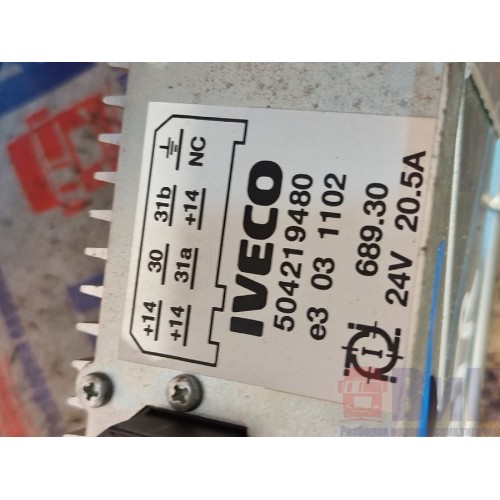 IVECO
504219480
e3 03 1102
689.30
24V 20.5A
⏚ 31b 30 +14
NC +14 31a +14